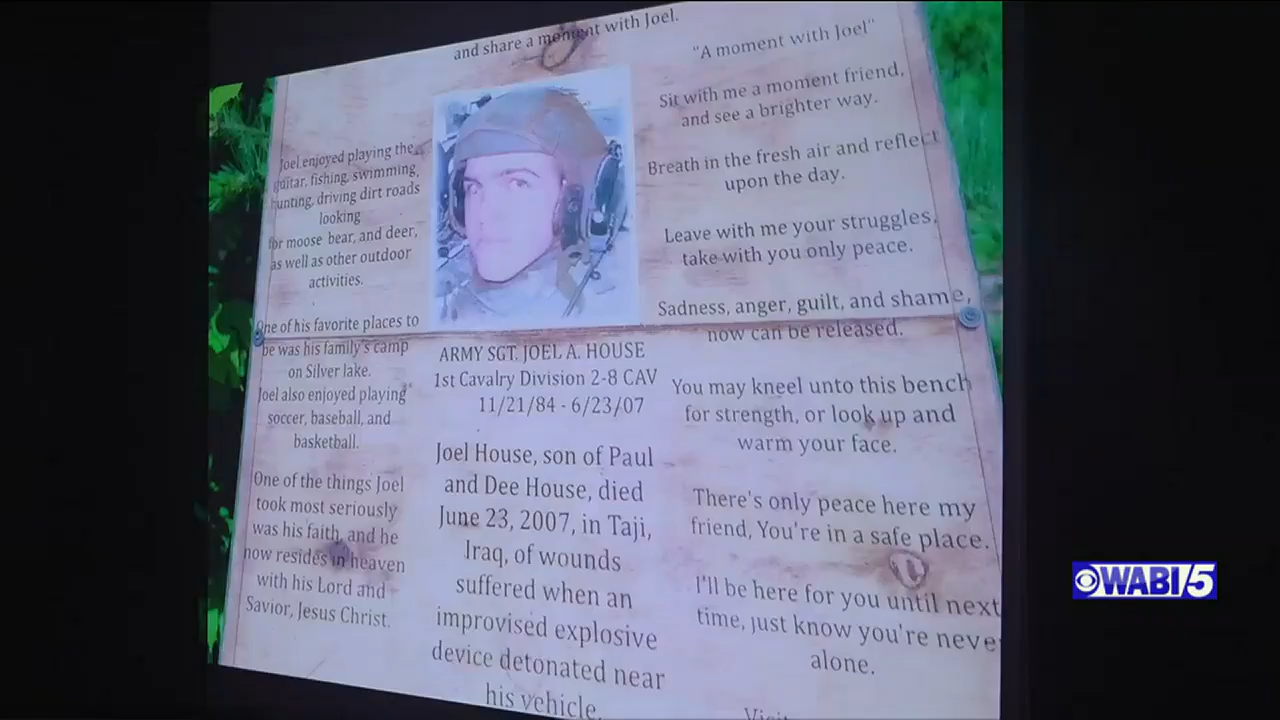 and share a moment with Joel.
Joel enjoyed playing the
guitar, fishing, swimming,
hunting, driving dirt roads
looking
for moose bear, and deer,
as well as other outdoor
activities.
One of his favorite places to
be was his family's camp
on Silver lake.
Joel also enjoyed playing
soccer, baseball, and
basketball.
One of the things Joel
took most seriously
was his faith, and he
now resides in heaven
with his Lord and
Savior, Jesus Christ.
ARMY SGT. JOEL A. HOUSE
1st Cavalry Division 2-8 CAV
11/21/84 - 6/23/07
Joel House, son of Paul
and Dee House, died
June 23, 2007, in Taji,
Iraq, of wounds
suffered when an
improvised explosive
device detonated near
his vehicle.
"A moment with Joel"
Sit with me a moment friend,
and see a brighter way.
Breath in the fresh air and reflect
upon the day.
Leave with me your struggles,
take with you only peace.
Sadness, anger, guilt, and shame,
now can be released.
You may kneel unto this bench
for strength, or look up and
warm your face.
There's only peace here my
friend, You're in a safe place.
I'll be here for you until next
time, just know you're neve
alone.
WABI 5